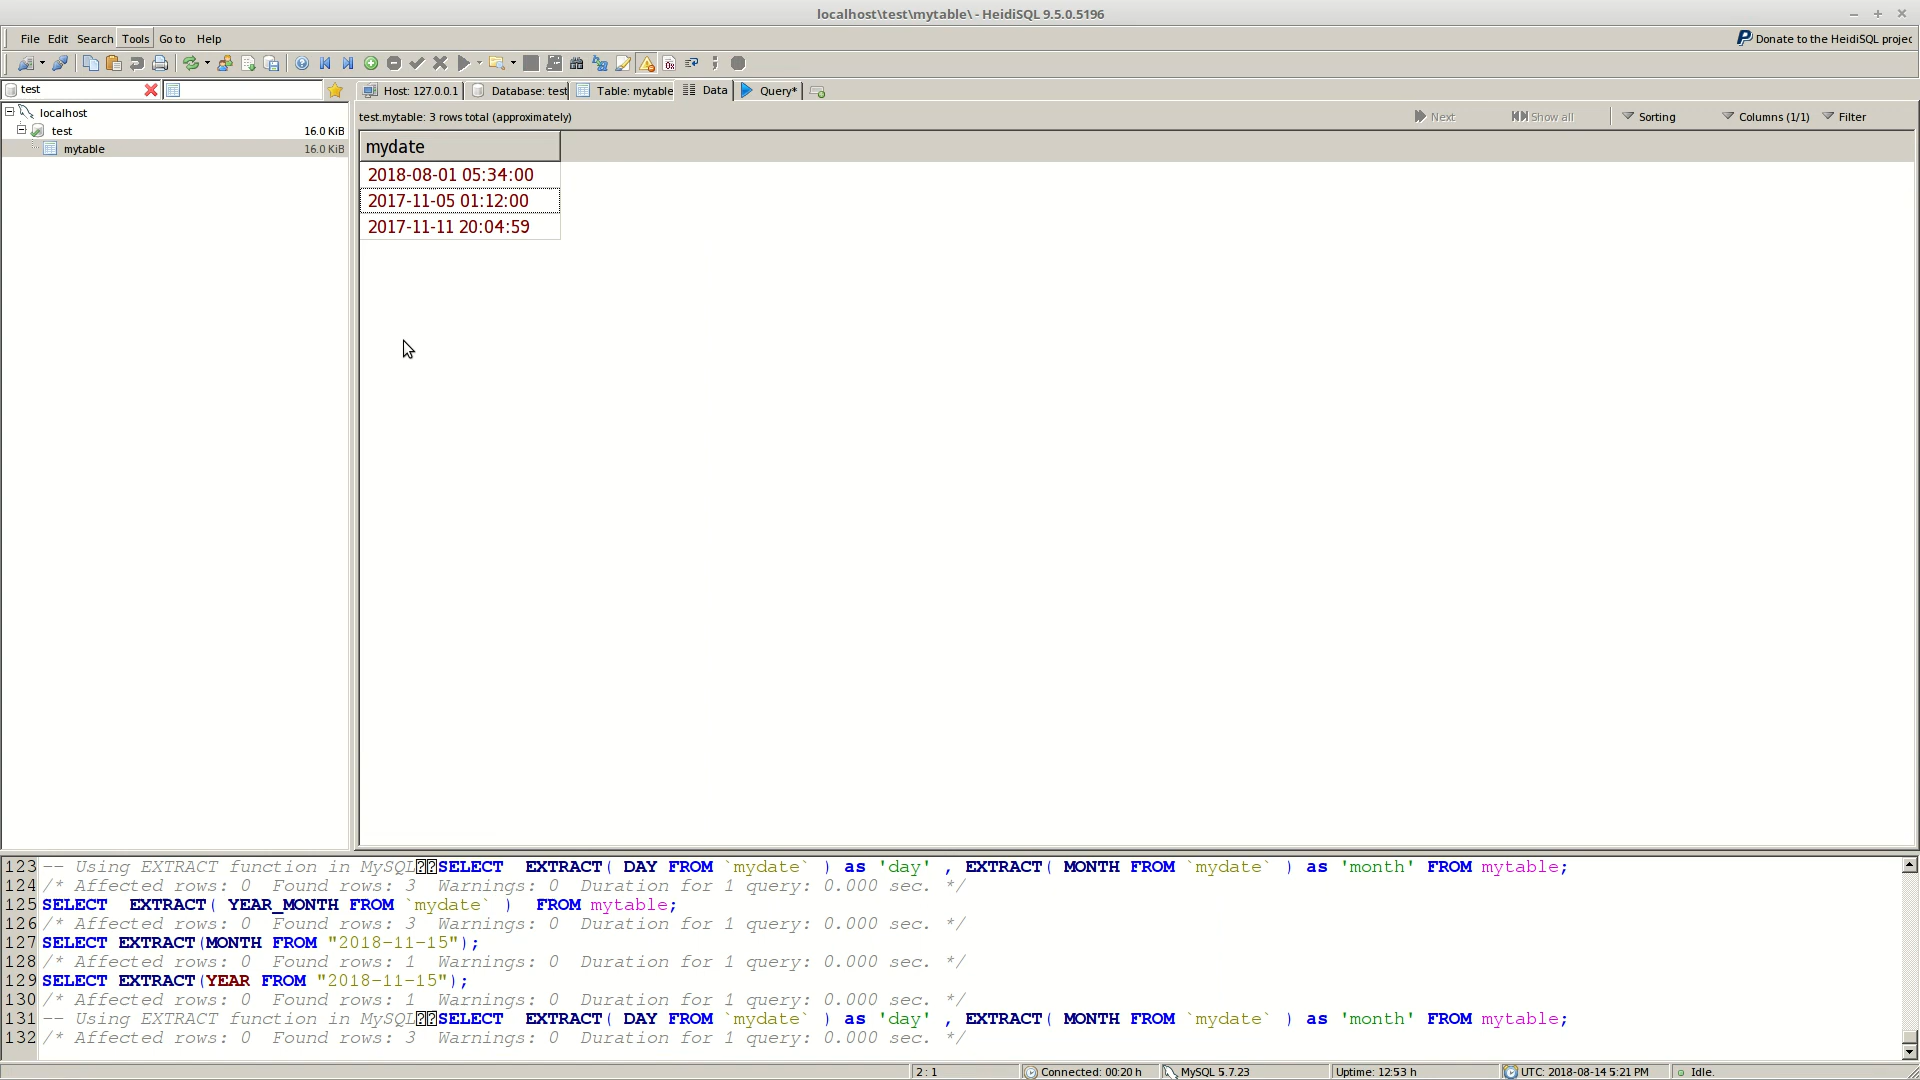 localhost\test\mytable\ - HeidiSQL 9.5.0.5196
File Edit Search Tools Go to Help
Donate to the HeidiSQL projec
test
Host: 127.0.0.1 Database: test Table: mytable Data Query*
localhost
test 16.0 KiB
mytable 16.0 KiB
test.mytable: 3 rows total (approximately) Next Show all Sorting Columns (1/1) Filter
mydate
2018-08-01 05:34:00
2017-11-05 01:12:00
2017-11-11 20:04:59
123 -- Using EXTRACT function in MySQL??SELECT  EXTRACT( DAY FROM `mydate` ) as 'day' , EXTRACT( MONTH FROM `mydate` ) as 'month' FROM mytable;
124 /* Affected rows: 0  Found rows: 3  Warnings: 0  Duration for 1 query: 0.000 sec. */
125 SELECT  EXTRACT( YEAR_MONTH FROM `mydate` )  FROM mytable;
126 /* Affected rows: 0  Found rows: 3  Warnings: 0  Duration for 1 query: 0.000 sec. */
127 SELECT EXTRACT(MONTH FROM "2018-11-15");
128 /* Affected rows: 0  Found rows: 1  Warnings: 0  Duration for 1 query: 0.000 sec. */
129 SELECT EXTRACT(YEAR FROM "2018-11-15");
130 /* Affected rows: 0  Found rows: 1  Warnings: 0  Duration for 1 query: 0.000 sec. */
131 -- Using EXTRACT function in MySQL??SELECT  EXTRACT( DAY FROM `mydate` ) as 'day' , EXTRACT( MONTH FROM `mydate` ) as 'month' FROM mytable;
132 /* Affected rows: 0  Found rows: 3  Warnings: 0  Duration for 1 query: 0.000 sec. */
2 : 1 Connected: 00:20 h MySQL 5.7.23 Uptime: 12:53 h UTC: 2018-08-14 5:21 PM Idle.